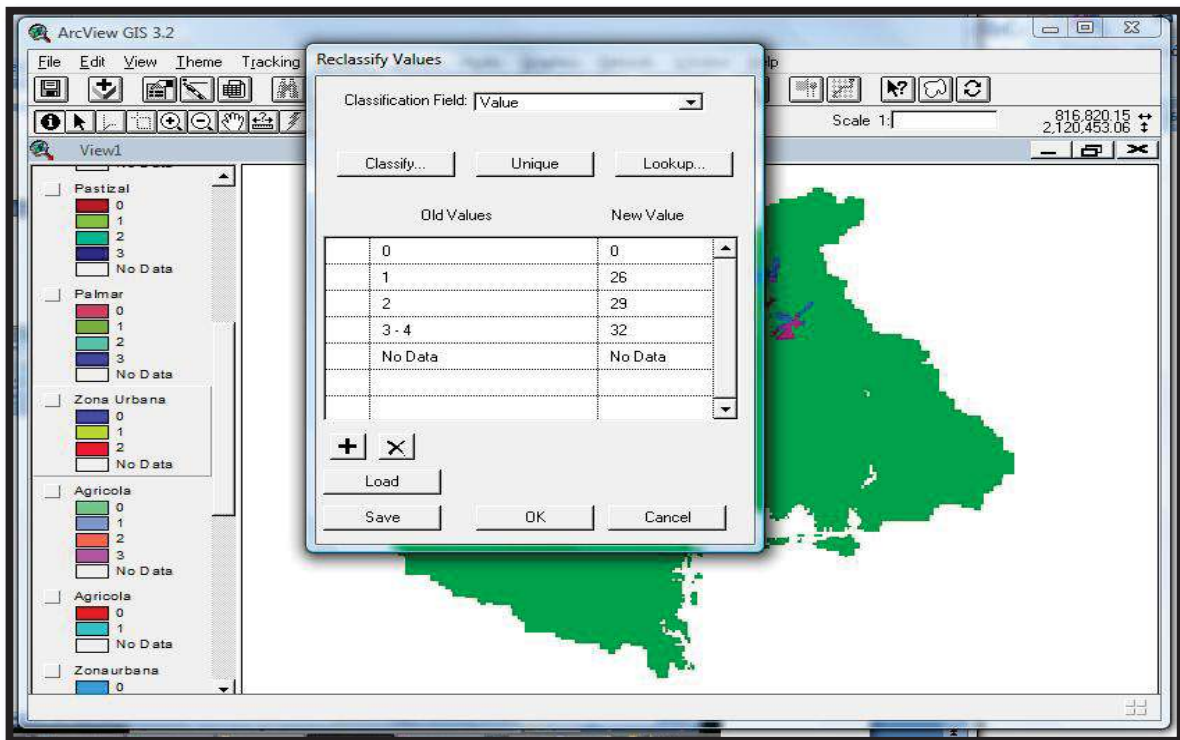 ArcView GIS 3.2
File Edit View Theme Tracking
Reclassify Values
Classification Field: Value
Scale 1:
816,820.15
2,120,453.06
View1
Classify... Unique Lookup...
Old Values New Value
0 0
1 26
2 29
3 - 4 32
No Data No Data
Load
Save OK Cancel
Pastizal
0
1
2
3
No Data
Palmar
0
1
2
3
No Data
Zona Urbana
0
1
2
No Data
Agricola
0
1
2
3
No Data
Agricola
0
1
No Data
Zonaurbana
0